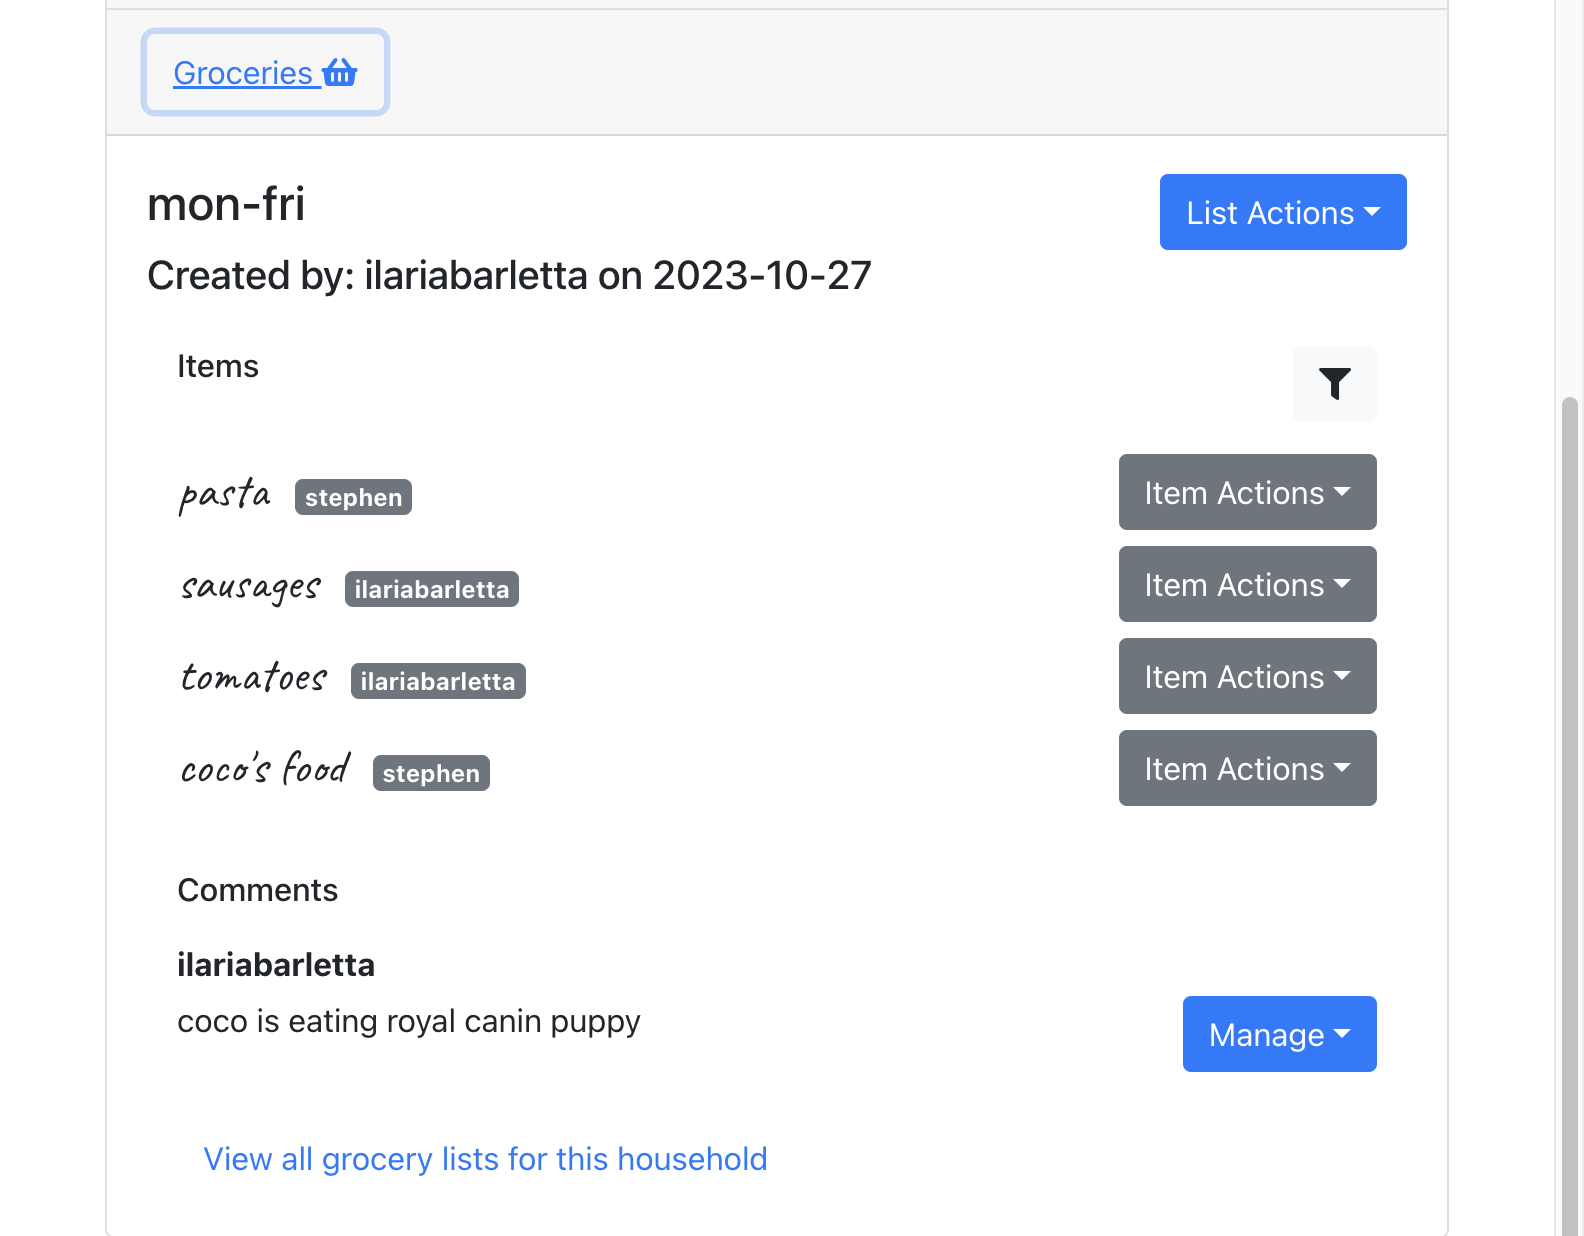 Groceries
mon-fri
List Actions
Created by: ilariabarletta on 2023-10-27
Items
pasta stephen Item Actions
sausages ilariabarletta Item Actions
tomatoes ilariabarletta Item Actions
coco's food stephen Item Actions
Comments
ilariabarletta
coco is eating royal canin puppy
Manage
View all grocery lists for this household